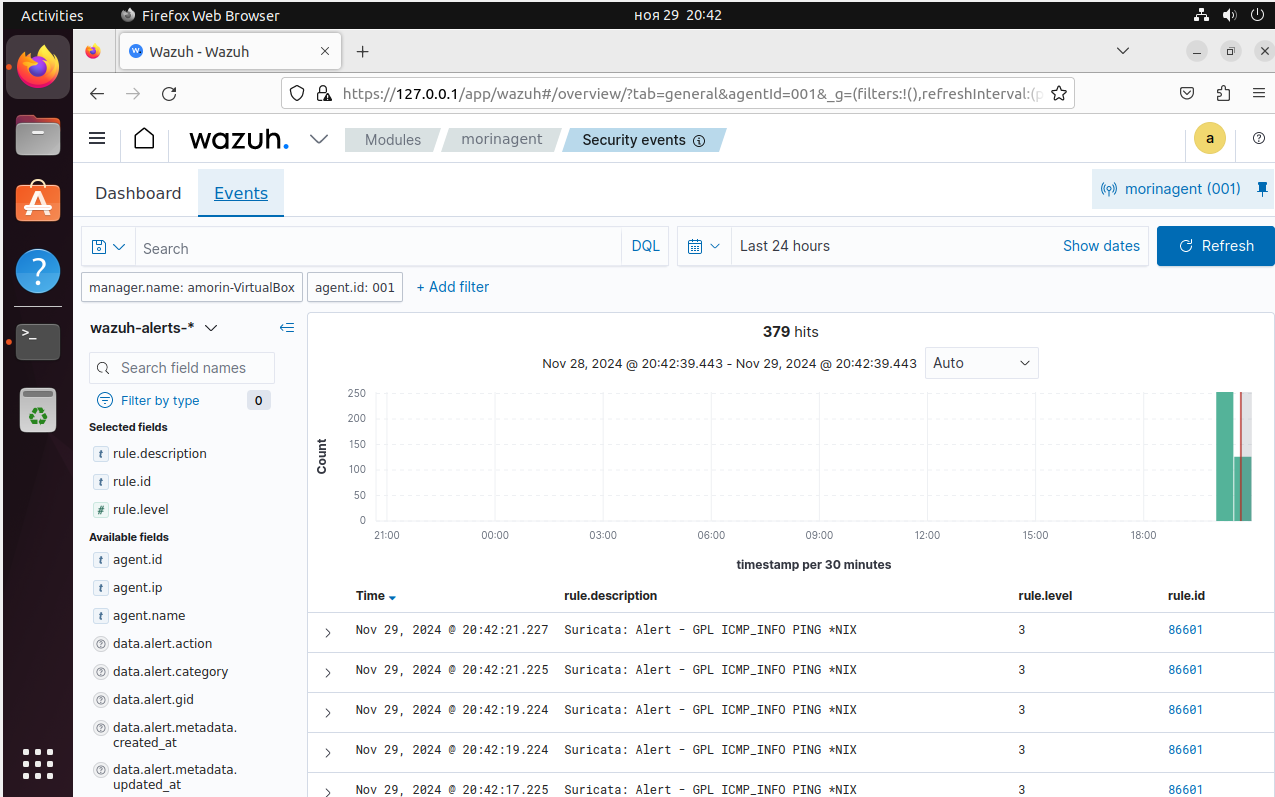 Activities Firefox Web Browser ноя 29 20:42
Wazuh - Wazuh
https://127.0.0.1/app/wazuh#/overview/?tab=general&agentId=001&_g=(filters:!(),refreshInterval:(p
wazuh. Modules morinagent Security events a
Dashboard Events morinagent (001)
Search DQL Last 24 hours Show dates Refresh
manager.name: amorin-VirtualBox agent.id: 001 + Add filter
wazuh-alerts-*
Search field names
Filter by type 0
Selected fields
t rule.description
t rule.id
# rule.level
Available fields
t agent.id
t agent.ip
t agent.name
data.alert.action
data.alert.category
data.alert.gid
data.alert.metadata.
created_at
data.alert.metadata.
updated_at
379 hits
Nov 28, 2024 @ 20:42:39.443 - Nov 29, 2024 @ 20:42:39.443 Auto
Count
250
200
150
100
50
0
21:00 00:00 03:00 06:00 09:00 12:00 15:00 18:00
timestamp per 30 minutes
Time rule.description rule.level rule.id
Nov 29, 2024 @ 20:42:21.227 Suricata: Alert - GPL ICMP_INFO PING *NIX 3 86601
Nov 29, 2024 @ 20:42:21.225 Suricata: Alert - GPL ICMP_INFO PING *NIX 3 86601
Nov 29, 2024 @ 20:42:19.224 Suricata: Alert - GPL ICMP_INFO PING *NIX 3 86601
Nov 29, 2024 @ 20:42:19.224 Suricata: Alert - GPL ICMP_INFO PING *NIX 3 86601
Nov 29, 2024 @ 20:42:17.225 Suricata: Alert - GPL ICMP_INFO PING *NIX 3 86601